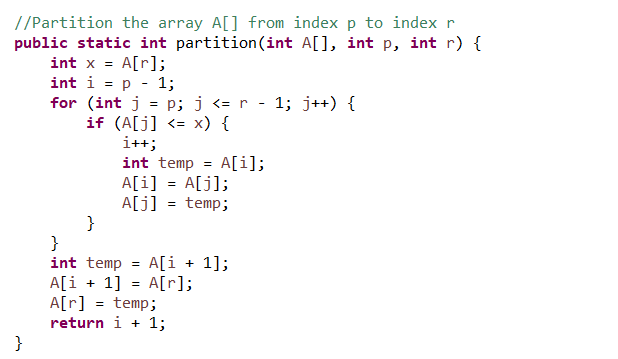 //Partition the array A[] from index p to index r
public static int partition(int A[], int p, int r) {
    int x = A[r];
    int i = p - 1;
    for (int j = p; j <= r - 1; j++) {
        if (A[j] <= x) {
            i++;
            int temp = A[i];
            A[i] = A[j];
            A[j] = temp;
        }
    }
    int temp = A[i + 1];
    A[i + 1] = A[r];
    A[r] = temp;
    return i + 1;
}